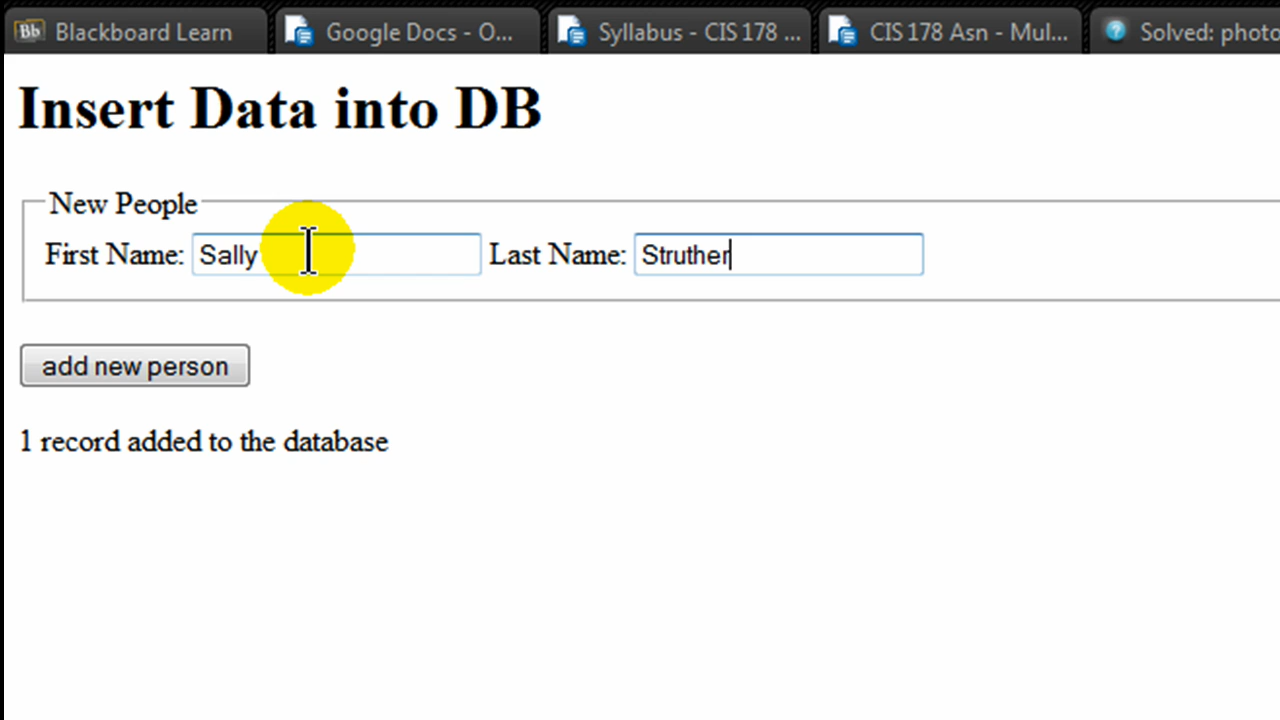 Bb Blackboard Learn Google Docs - O... Syllabus - CIS 178 ... CIS 178 Asn - Mul... ? Solved: photo
Insert Data into DB
New People
First Name: Sally Last Name: Struther
add new person
1 record added to the database